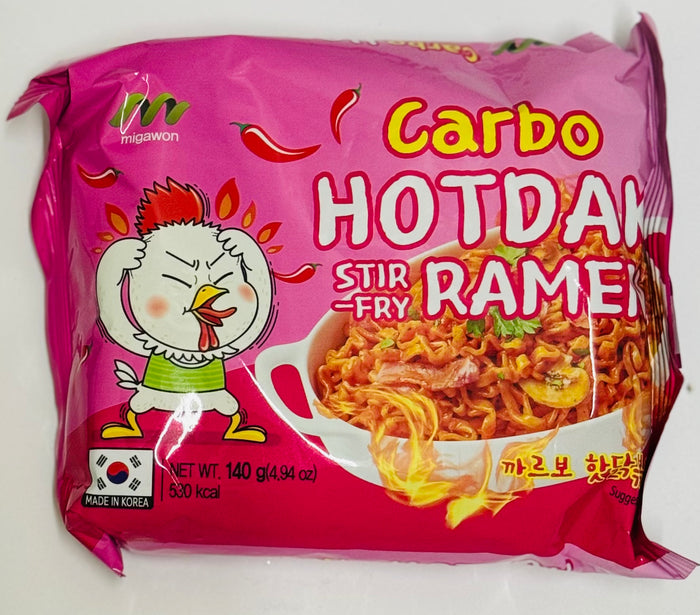 migawon
Carbo
HOTDAK
STIR
-FRY
RAMEN
까르보 핫닭
NET WT. 140 g(4.94 oz)
530 kcal
MADE IN KOREA